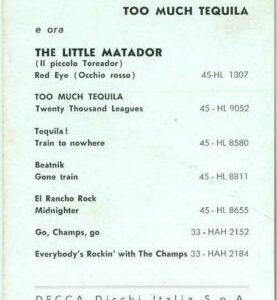 TOO MUCH TEQUILA
e ora
THE LITTLE MATADOR
(Il piccolo Toreador)
Red Eye (Occhio rosso) 45-HL 1307
TOO MUCH TEQUILA
Twenty Thousand Leagues 45 - HL 9052
Tequila !
Train to nowhere 45 - HL 8580
Beatnik
Gone train 45 - HL 8811
El Rancho Rock
Midnighter 45 - HL 8655
Go, Champs, go 33 - HAH 2152
Everybody's Rockin' with The Champs 33 - HAH 2184
DECCA Dischi Italia S.p.A.